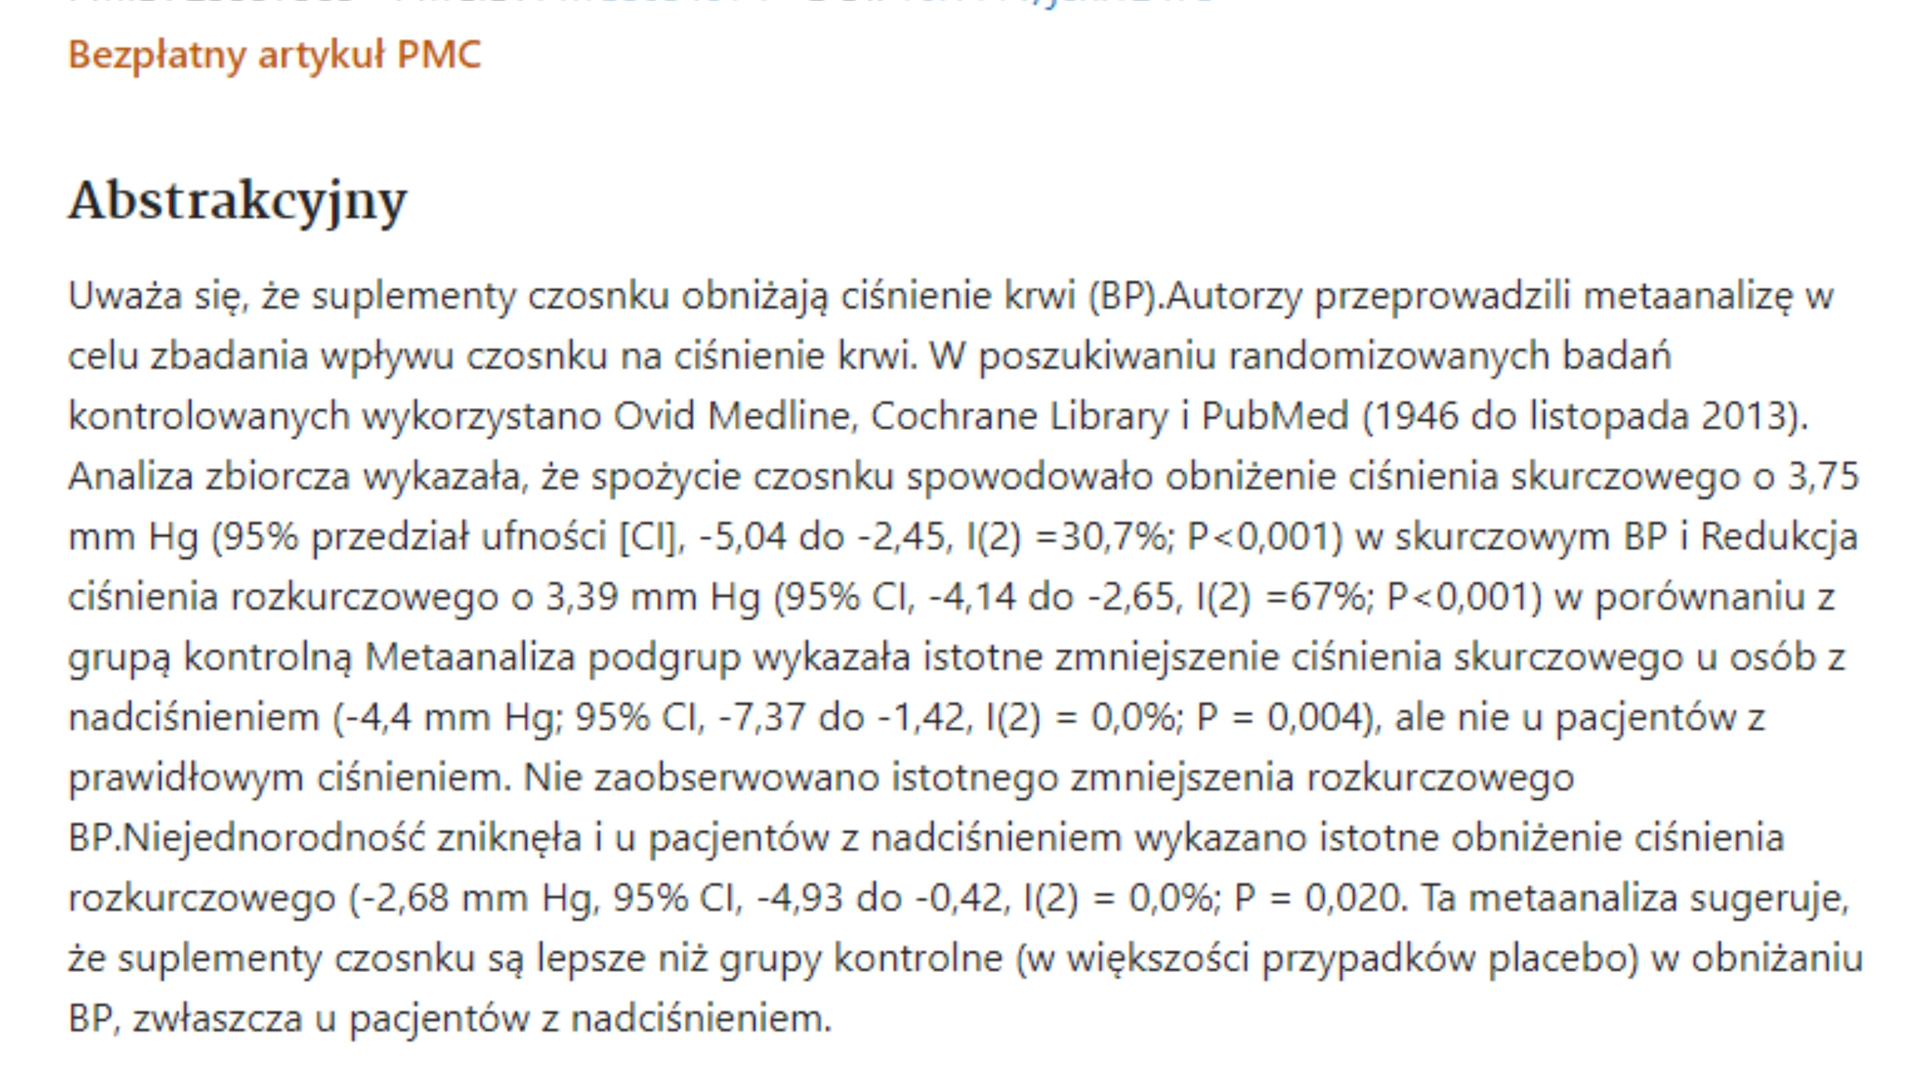 Bezpłatny artykuł PMC
Abstrakcyjny
Uważa się, że suplementy czosnku obniżają ciśnienie krwi (BP).Autorzy przeprowadzili metaanalizę w
celu zbadania wpływu czosnku na ciśnienie krwi. W poszukiwaniu randomizowanych badań
kontrolowanych wykorzystano Ovid Medline, Cochrane Library i PubMed (1946 do listopada 2013).
Analiza zbiorcza wykazała, że spożycie czosnku spowodowało obniżenie ciśnienia skurczowego o 3,75
mm Hg (95% przedział ufności [CI], -5,04 do -2,45, I(2) =30,7%; P<0,001) w skurczowym BP i Redukcja
ciśnienia rozkurczowego o 3,39 mm Hg (95% CI, -4,14 do -2,65, I(2) =67%; P<0,001) w porównaniu z
grupą kontrolną Metaanaliza podgrup wykazała istotne zmniejszenie ciśnienia skurczowego u osób z
nadciśnieniem (-4,4 mm Hg; 95% CI, -7,37 do -1,42, I(2) = 0,0%; P = 0,004), ale nie u pacjentów z
prawidłowym ciśnieniem. Nie zaobserwowano istotnego zmniejszenia rozkurczowego
BP.Niejednorodność zniknęła i u pacjentów z nadciśnieniem wykazano istotne obniżenie ciśnienia
rozkurczowego (-2,68 mm Hg, 95% CI, -4,93 do -0,42, I(2) = 0,0%; P = 0,020. Ta metaanaliza sugeruje,
że suplementy czosnku są lepsze niż grupy kontrolne (w większości przypadków placebo) w obniżaniu
BP, zwłaszcza u pacjentów z nadciśnieniem.